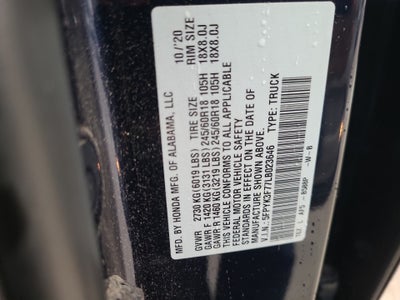 MFD. BY HONDA MFG. OF ALABAMA, LLC 10/'20
TIRE SIZE RIM SIZE
GVWR 2730 KG(6019 LBS)
GAWR F 1420 KG(3131 LBS) 245/60R18 105H 18X8.0J
GAWR R 1460 KG(3219 LBS) 245/60R18 105H 18X8.0J
THIS VEHICLE CONFORMS TO ALL APPLICABLE
FEDERAL MOTOR VEHICLE SAFETY
STANDARDS IN EFFECT ON THE DATE OF
MANUFACTURE SHOWN ABOVE.
V.I.N.: 5FPYK3F77LB023646 TYPE: TRUCK